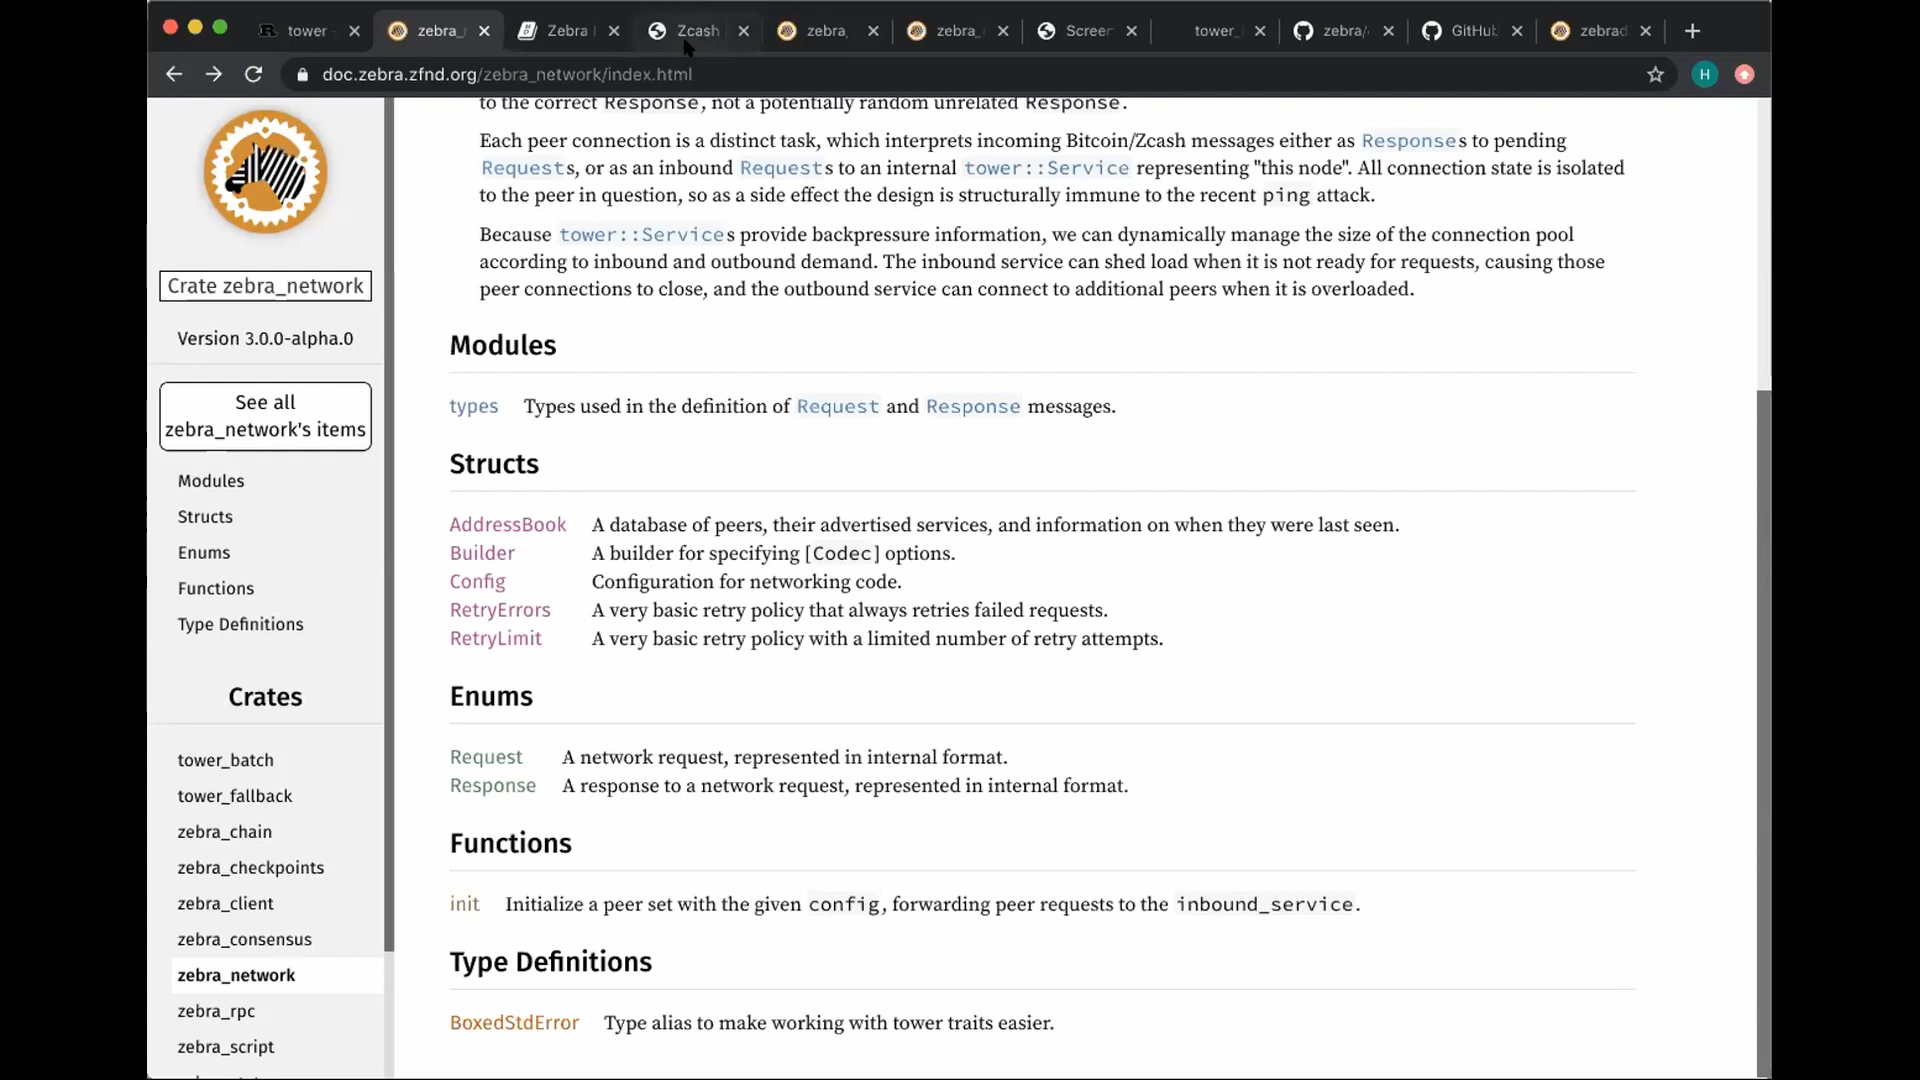 tower
zebra_
Zebra
Zcash
zebra,
zebra_
Screen
tower_
zebra/
GitHub
zebrad
doc.zebra.zfnd.org/zebra_network/index.html
H
to the correct Response, not a potentially random unrelated Response.
Each peer connection is a distinct task, which interprets incoming Bitcoin/Zcash messages either as Responses to pending
Requests, or as an inbound Requests to an internal tower::Service representing "this node". All connection state is isolated
to the peer in question, so as a side effect the design is structurally immune to the recent ping attack.
Because tower::Services provide backpressure information, we can dynamically manage the size of the connection pool
according to inbound and outbound demand. The inbound service can shed load when it is not ready for requests, causing those
peer connections to close, and the outbound service can connect to additional peers when it is overloaded.
Crate zebra_network
Version 3.0.0-alpha.0
See all
zebra_network's items
Modules
Structs
Enums
Functions
Type Definitions
Crates
tower_batch
tower_fallback
zebra_chain
zebra_checkpoints
zebra_client
zebra_consensus
zebra_network
zebra_rpc
zebra_script
Modules
types Types used in the definition of Request and Response messages.
Structs
AddressBook A database of peers, their advertised services, and information on when they were last seen.
Builder A builder for specifying [Codec] options.
Config Configuration for networking code.
RetryErrors A very basic retry policy that always retries failed requests.
RetryLimit A very basic retry policy with a limited number of retry attempts.
Enums
Request A network request, represented in internal format.
Response A response to a network request, represented in internal format.
Functions
init Initialize a peer set with the given config, forwarding peer requests to the inbound_service.
Type Definitions
BoxedStdError Type alias to make working with tower traits easier.